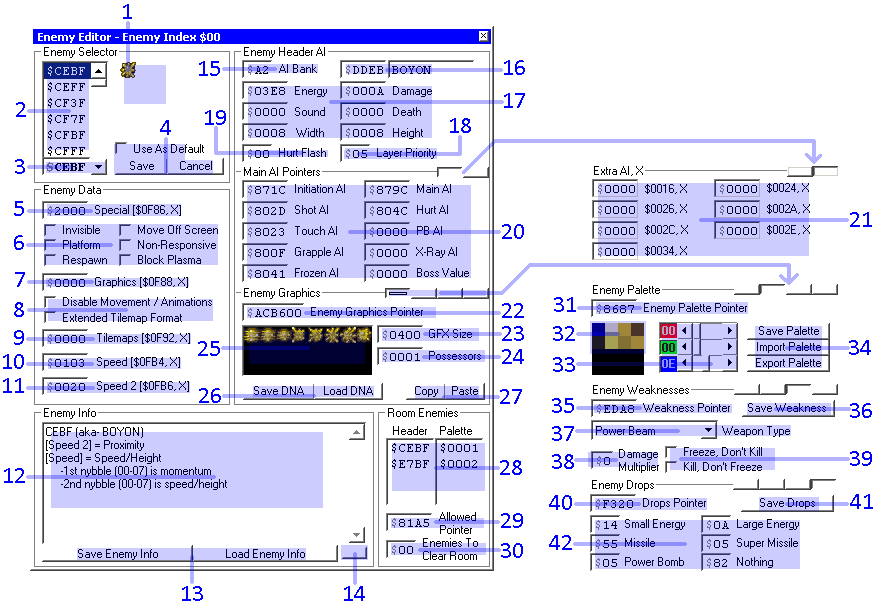 1
Enemy Editor - Enemy Index $00
Enemy Selector
$CEBF
$CEFF
$CF3F
$CF7F
$CFBF
$CFFF
$CEBF
2
3
4
Use As Default
Save Cancel
Enemy Header AI
15 $A2 AI Bank $DDEB BOYON 16
$03E8 Energy $000A Damage 17
$0000 Sound $0000 Death
$0008 Width $0008 Height
19 $00 Hurt Flash $05 Layer Priority 18
Main AI Pointers
$871C Initiation AI $879C Main AI
$802D Shot AI $804C Hurt AI
$8023 Touch AI $0000 PB AI 20
$800F Grapple AI $0000 X-Ray AI
$8041 Frozen AI $0000 Boss Value
Extra AI, X
$0000 $0016, X $0000 $0024, X
$0026, X $0000 $002A, X 21
$0000 $0026, X
$0000 $002C, X $0000 $002E, X
$0000 $0034, X
Enemy Data
5 $2000 Special [$0F86, X]
Invisible Move Off Screen
6 Platform Non-Responsive
Respawn Block Plasma
7 $0000 Graphics [$0F88, X]
8 Disable Movement / Animations
Extended Tilemap Format
9 $0000 Tilemaps [$0F92, X]
10 $0103 Speed [$0FB4, X]
11 $0020 Speed 2 [$0FB6, X]
Enemy Graphics
$ACB600 Enemy Graphics Pointer 22
$0400 GFX Size 23
$0001 Possessors 24
25
26 Save DNA Load DNA Copy Paste 27
Enemy Palette
31 $8687 Enemy Palette Pointer
32 00 Save Palette
00 Import Palette 34
33 0E Export Palette
Enemy Weaknesses
35 $EDA8 Weakness Pointer Save Weakness 36
37 Power Beam Weapon Type
38 $0 Damage Multiplier Freeze, Don't Kill 39
Kill, Don't Freeze
Enemy Drops
40 $F320 Drops Pointer Save Drops 41
$14 Small Energy $0A Large Energy
42 $55 Missile $05 Super Missile
$05 Power Bomb $82 Nothing
Enemy Info
CEBF (aka- BOYON)
[Speed 2] = Proximity
[Speed] = Speed/Height
12 -1st nybble (00-07) is momentum
-2nd nybble (00-07) is speed/height
Save Enemy Info Load Enemy Info
13
14
Room Enemies
Header Palette
$CEBF $0001
$E7BF $0002 28
$81A5 Allowed Pointer 29
$00 Enemies To Clear Room 30